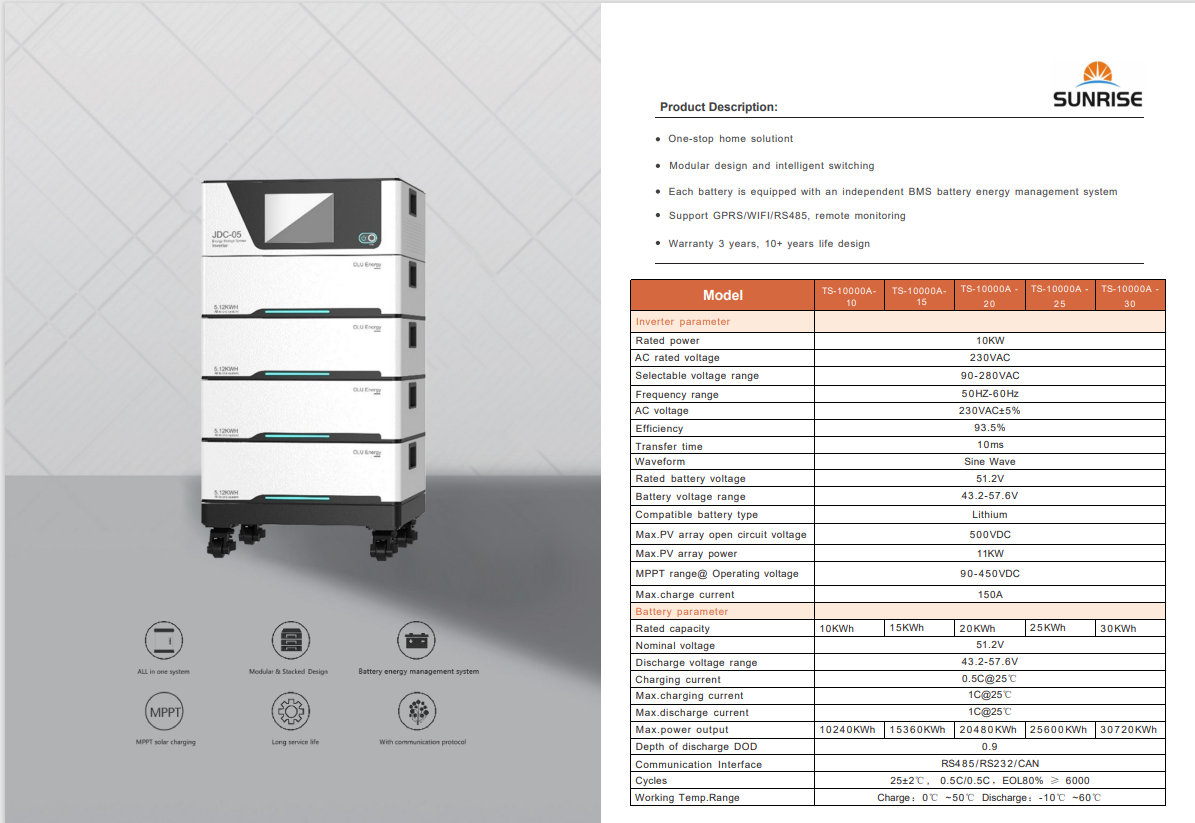 JDC-05
Energy Storage System
Inverter
OLU Energy
5.12KWH
OLU Energy
5.12KWH
OLU Energy
5.12KWH
OLU Energy
5.12KWH
ALL in one system
Modular & Stacked Design
Battery energy management system
MPPT
MPPT solar charging
Long service life
With communication protocol
SUNRISE
Product Description:
One-stop home solutiont
Modular design and intelligent switching
Each battery is equipped with an independent BMS battery energy management system
Support GPRS/WIFI/RS485, remote monitoring
Warranty 3 years, 10+ years life design
Model TS-10000A-10 TS-10000A-15 TS-10000A -20 TS-10000A -25 TS-10000A -30
Inverter parameter
Rated power 10KW
AC rated voltage 230VAC
Selectable voltage range 90-280VAC
Frequency range 50HZ-60Hz
AC voltage 230VAC±5%
Efficiency 93.5%
Transfer time 10ms
Waveform Sine Wave
Rated battery voltage 51.2V
Battery voltage range 43.2-57.6V
Compatible battery type Lithium
Max.PV array open circuit voltage 500VDC
Max.PV array power 11KW
MPPT range@ Operating voltage 90-450VDC
Max.charge current 150A
Battery parameter
Rated capacity 10KWh 15KWh 20KWh 25KWh 30KWh
Nominal voltage 51.2V
Discharge voltage range 43.2-57.6V
Charging current 0.5C@25℃
Max.charging current 1C@25℃
Max.discharge current 1C@25℃
Max.power output 10240KWh 15360KWh 20480KWh 25600KWh 30720KWh
Depth of discharge DOD 0.9
Communication Interface RS485/RS232/CAN
Cycles 25±2℃， 0.5C/0.5C，EOL80% ≥ 6000
Working Temp.Range Charge：0℃ ~50℃ Discharge：-10℃ ~60℃